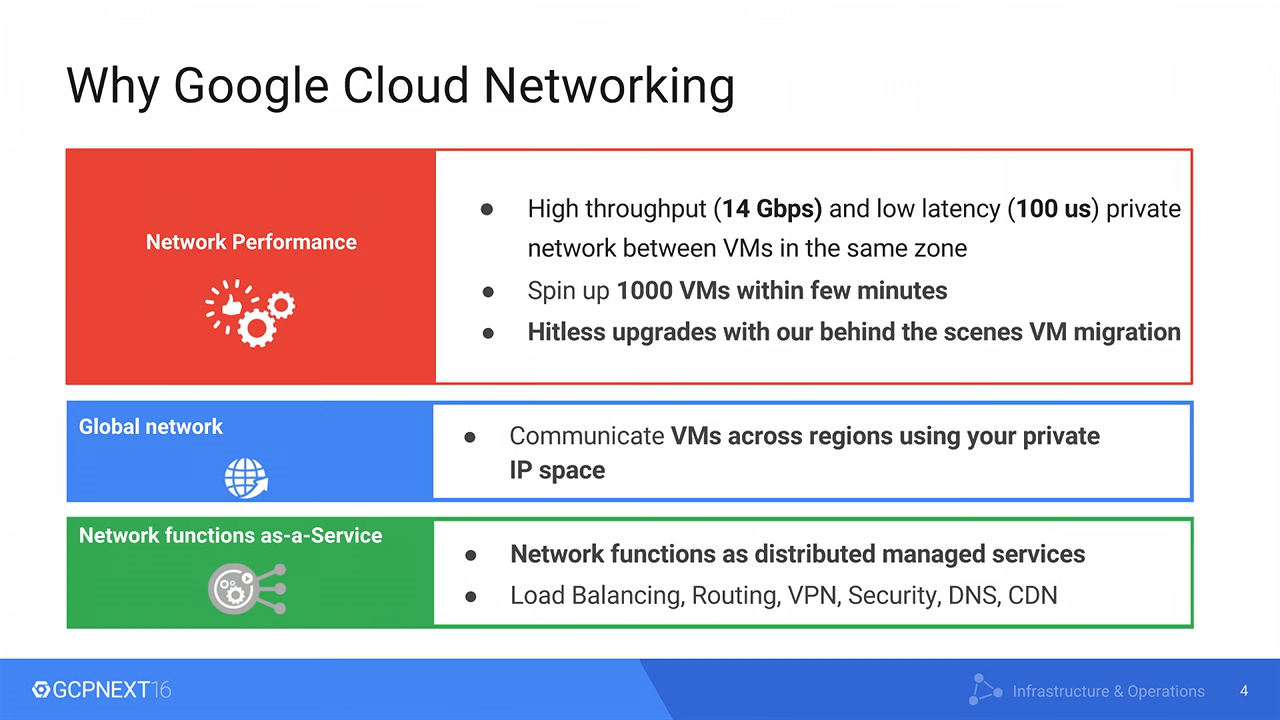 Why Google Cloud Networking
Network Performance
● High throughput (14 Gbps) and low latency (100 us) private
network between VMs in the same zone
● Spin up 1000 VMs within few minutes
● Hitless upgrades with our behind the scenes VM migration
Global network
● Communicate VMs across regions using your private
IP space
Network functions as-a-Service
● Network functions as distributed managed services
● Load Balancing, Routing, VPN, Security, DNS, CDN
GCPNEXT16
Infrastructure & Operations
4